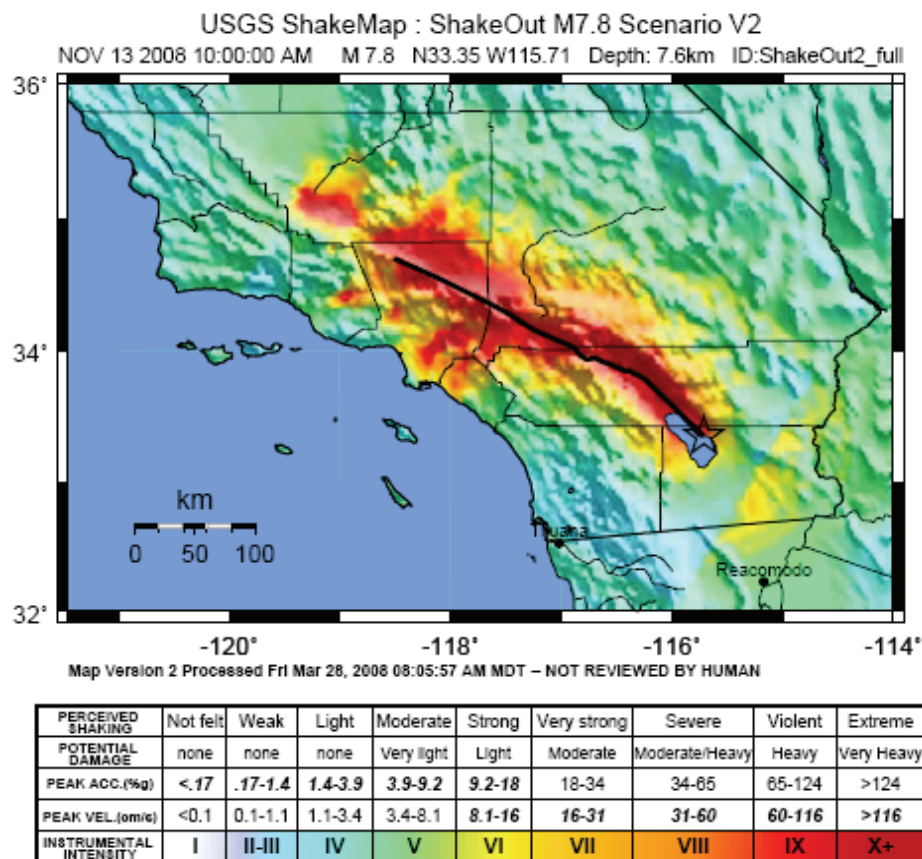 USGS ShakeMap : ShakeOut M7.8 Scenario V2
NOV 13 2008 10:00:00 AM M 7.8 N33.35 W115.71 Depth: 7.6km ID:ShakeOut2_full
36°
34°
km
0 50 100
Tijuana
Reacomodo
32°
-120° -118° -116° -114°
Map Version 2 Processed Fri Mar 28, 2008 08:05:57 AM MDT – NOT REVIEWED BY HUMAN
PERCEIVED SHAKING Not felt Weak Light Moderate Strong Very strong Severe Violent Extreme
POTENTIAL DAMAGE none none none Very light Light Moderate Moderate/Heavy Heavy Very Heavy
PEAK ACC.(%g) <.17 .17-1.4 1.4-3.9 3.9-9.2 9.2-18 18-34 34-65 65-124 >124
PEAK VEL.(cm/s) <0.1 0.1-1.1 1.1-3.4 3.4-8.1 8.1-16 16-31 31-60 60-116 >116
INSTRUMENTAL INTENSITY I II-III IV V VI VII VIII IX X+